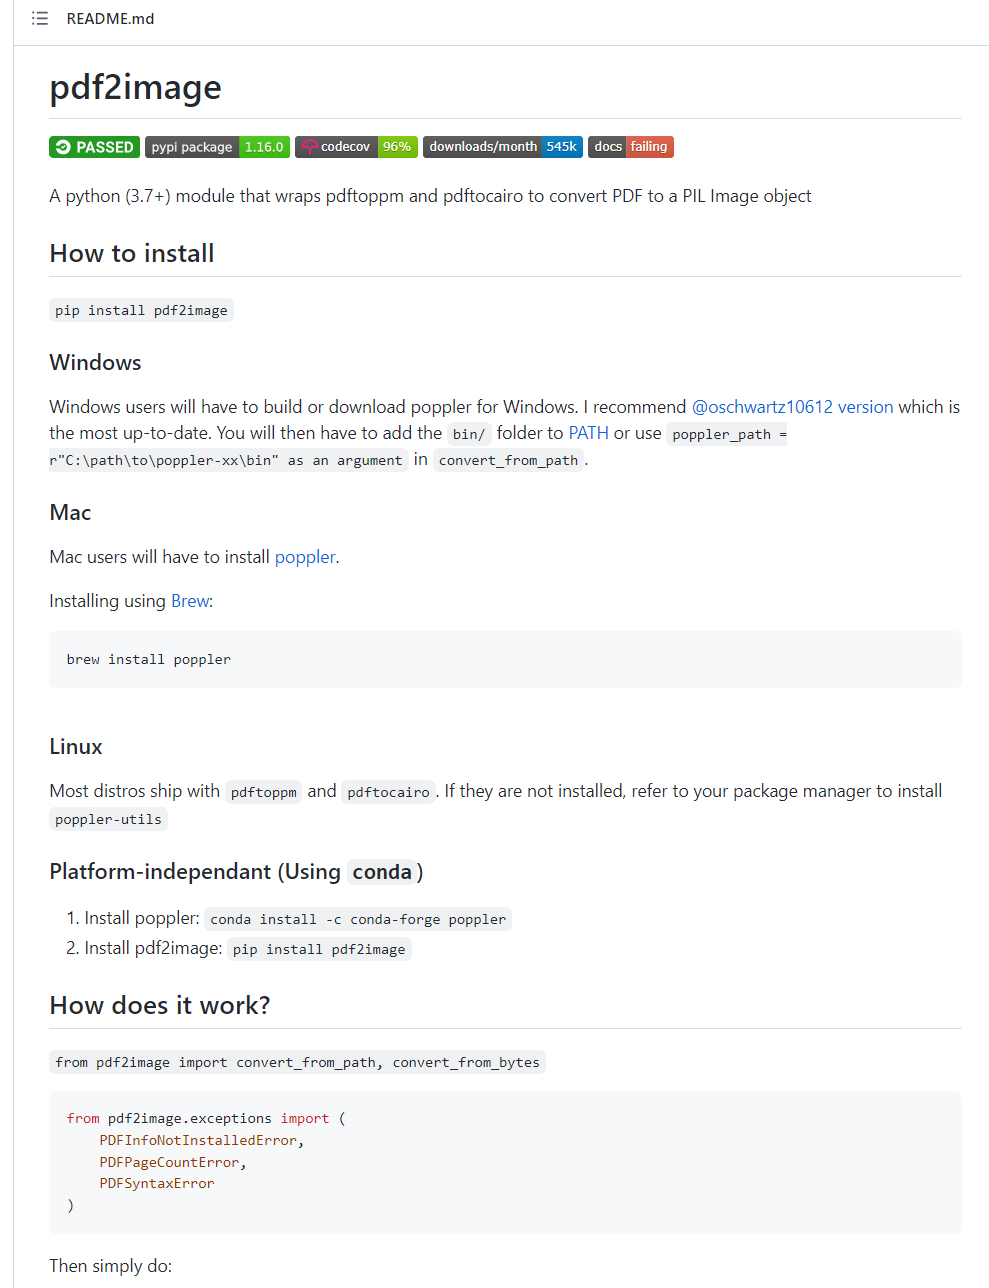 README.md
pdf2image
PASSED pypi package 1.16.0 codecov 96% downloads/month 545k docs failing
A python (3.7+) module that wraps pdftoppm and pdftocairo to convert PDF to a PIL Image object
How to install
pip install pdf2image
Windows
Windows users will have to build or download poppler for Windows. I recommend @oschwartz10612 version which is
the most up-to-date. You will then have to add the bin/ folder to PATH or use poppler_path =
r"C:\path\to\poppler-xx\bin" as an argument in convert_from_path.
Mac
Mac users will have to install poppler.
Installing using Brew:
brew install poppler
Linux
Most distros ship with pdftoppm and pdftocairo. If they are not installed, refer to your package manager to install
poppler-utils
Platform-independant (Using conda)
1. Install poppler: conda install -c conda-forge poppler
2. Install pdf2image: pip install pdf2image
How does it work?
from pdf2image import convert_from_path, convert_from_bytes
from pdf2image.exceptions import (
    PDFInfoNotInstalledError,
    PDFPageCountError,
    PDFSyntaxError
)
Then simply do: